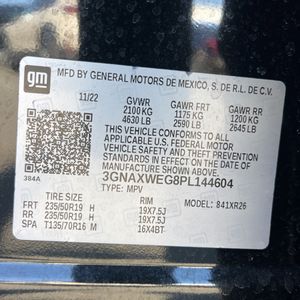 gm
MFD BY GENERAL MOTORS DE MEXICO, S. DE R.L. DE C.V.
11/22 GVWR GAWR FRT GAWR RR
2100 KG 1175 KG 1200 KG
4630 LB 2590 LB 2645 LB
THIS VEHICLE CONFORMS TO ALL APPLICABLE
U.S. FEDERAL MOTOR VEHICLE SAFETY AND
THEFT PREVENTION STANDARDS IN EFFECT ON
THE DATE OF MANUFACTURE SHOWN ABOVE.
3GNAXWEG8PL144604
384A TYPE: MPV MODEL: 841XR26
TIRE SIZE RIM
FRT 235/50R19 H 19X7.5J
RR 235/50R19 H 19X7.5J
SPA T135/70R16 M 16X4BT